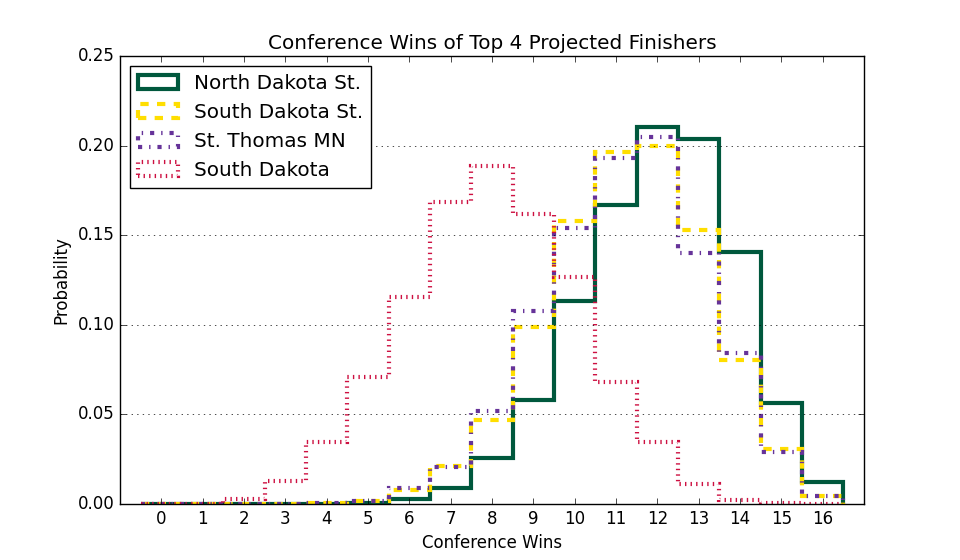 Conference Wins of Top 4 Projected Finishers
0.25
0.20
0.15
0.10
0.05
0.00
Probability
North Dakota St.
South Dakota St.
St. Thomas MN
South Dakota
0 1 2 3 4 5 6 7 8 9 10 11 12 13 14 15 16
Conference Wins